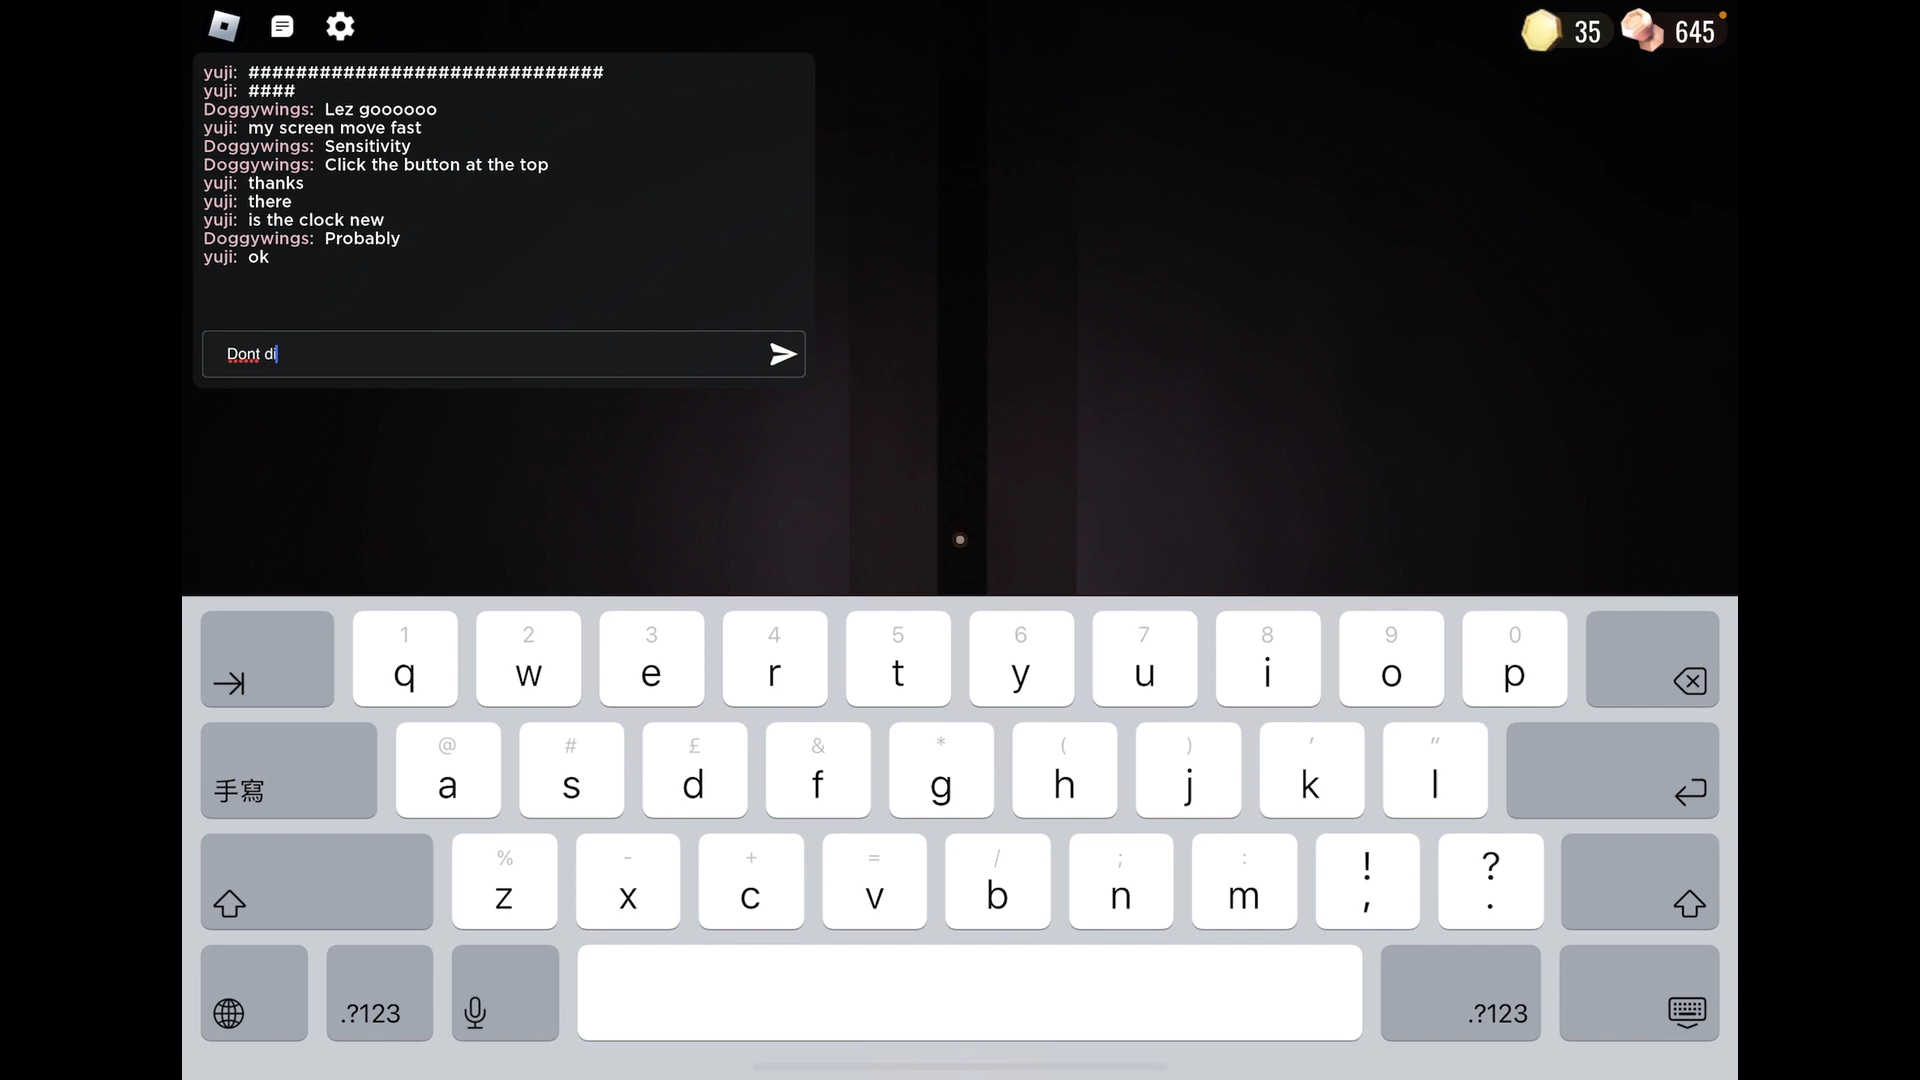 35
645
yuji: ##############################
yuji: ####
Doggywings: Lez goooooo
yuji: my screen move fast
Doggywings: Sensitivity
Doggywings: Click the button at the top
yuji: thanks
yuji: there
yuji: is the clock new
Doggywings: Probably
yuji: ok
Dont di
1 2 3 4 5 6 7 8 9 0
q w e r t y u i o p
@ # £ & * ( ) ' "
手寫 a s d f g h j k l
% - + = / ; : ! ?
z x c v b n m , .
.?123 .?123